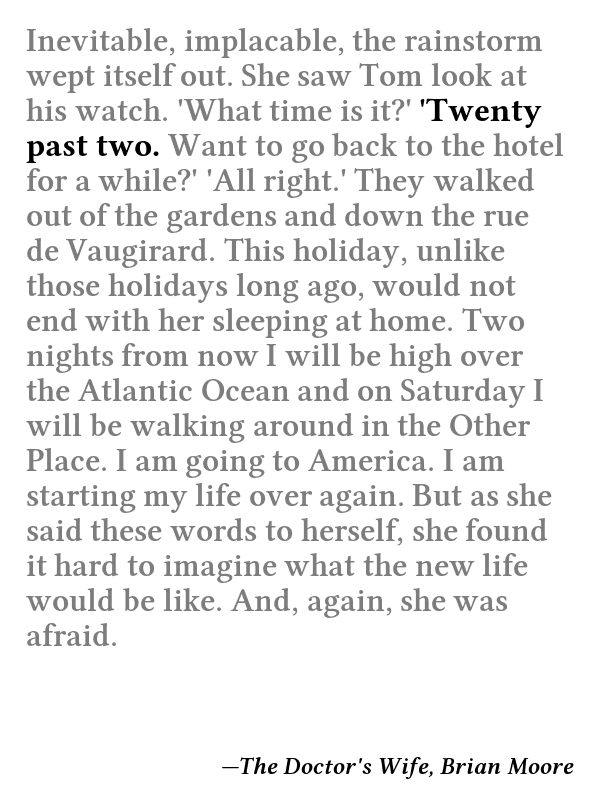 Inevitable, implacable, the rainstorm
wept itself out. She saw Tom look at
his watch. 'What time is it?' 'Twenty
past two. Want to go back to the hotel
for a while?' 'All right.' They walked
out of the gardens and down the rue
de Vaugirard. This holiday, unlike
those holidays long ago, would not
end with her sleeping at home. Two
nights from now I will be high over
the Atlantic Ocean and on Saturday I
will be walking around in the Other
Place. I am going to America. I am
starting my life over again. But as she
said these words to herself, she found
it hard to imagine what the new life
would be like. And, again, she was
afraid.
—The Doctor's Wife, Brian Moore